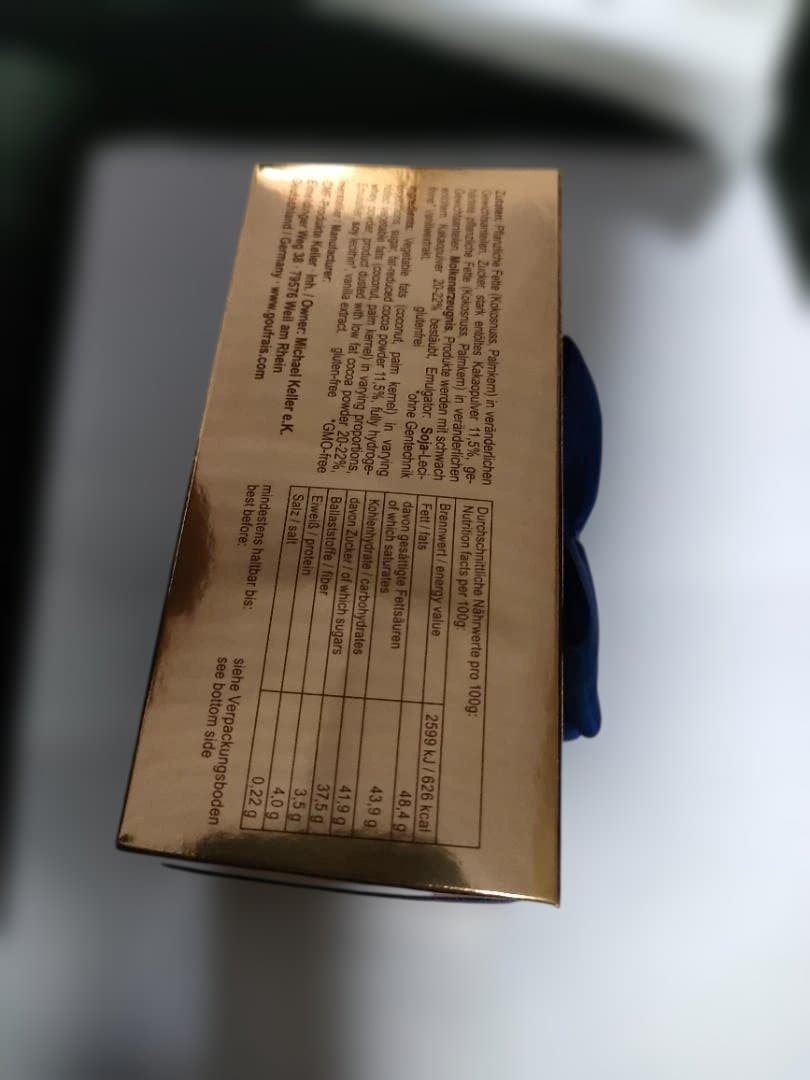 Zutaten: Pflanzliche Fette (Kokosnuss, Palmkern) in veränderlichen
Gewichtsanteilen, Zucker, stark entöltes Kakaopulver 11,5%, ge-
härtete pflanzliche Fette (Kokosnuss, Palmkern) in veränderlichen
Gewichtsanteilen, Molkenerzeugnis, Produkte werden mit schwach
entöltem Kakaopulver 20-22% bestäubt, Emulgator: Soja-Leci-
thine* Vanilleextrakt. glutenfrei *ohne Gentechnik
Ingredients: Vegetable fats (coconut, palm kernel) in varying
proportions, sugar, fat-reduced cocoa powder 11,5%, fully hydroge-
nated vegetable fats (coconut, palm kernel) in varying proportions,
whey powder, product dusted with low fat cocoa powder 20-22%,
Emulsifier: soy lecithin*, vanilla extract. gluten-free *GMO-free
Manufacturer:
Produkte Keller · Inh. / Owner: Michael Keller e.K.
Weg 38 · 79576 Weil am Rhein
Deutschland / Germany · www.goufrais.com
Durchschnittliche Nährwerte pro 100g:
Nutrition facts per 100g:
Brennwert / energy value 2599 kJ / 626 kcal
Fett / fats 48,4 g
davon gesättigte Fettsäuren
of which saturates 43,9 g
Kohlenhydrate / carbohydrates 41,9 g
davon Zucker / of which sugars 37,5 g
Ballaststoffe / fiber 3,5 g
Eiweiß / protein 4,0 g
Salz / salt 0,22 g
mindestens haltbar bis: siehe Verpackungsboden
best before: see bottom side